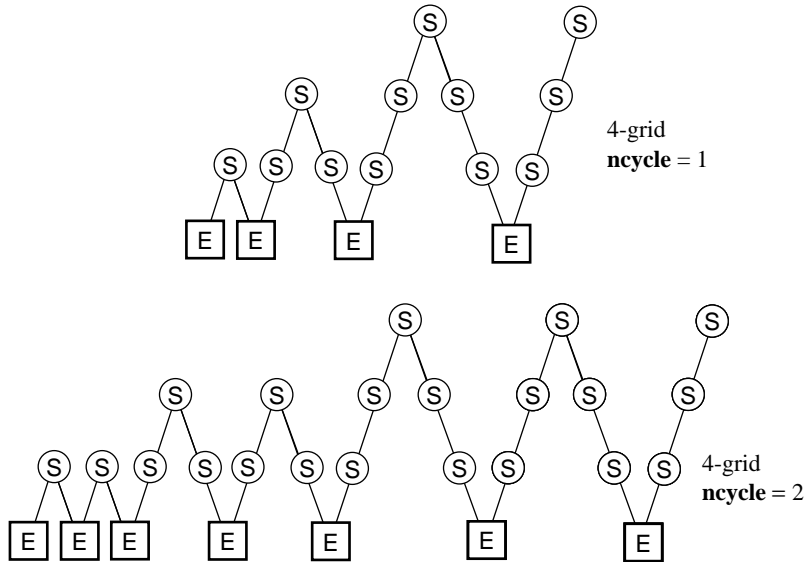 S S
S S S S
4-grid
ncycle = 1
S S S S S S
E E E E
S S S
S S S S S S S
S S S S S S S S S
4-grid
ncycle = 2
E E E E E E E